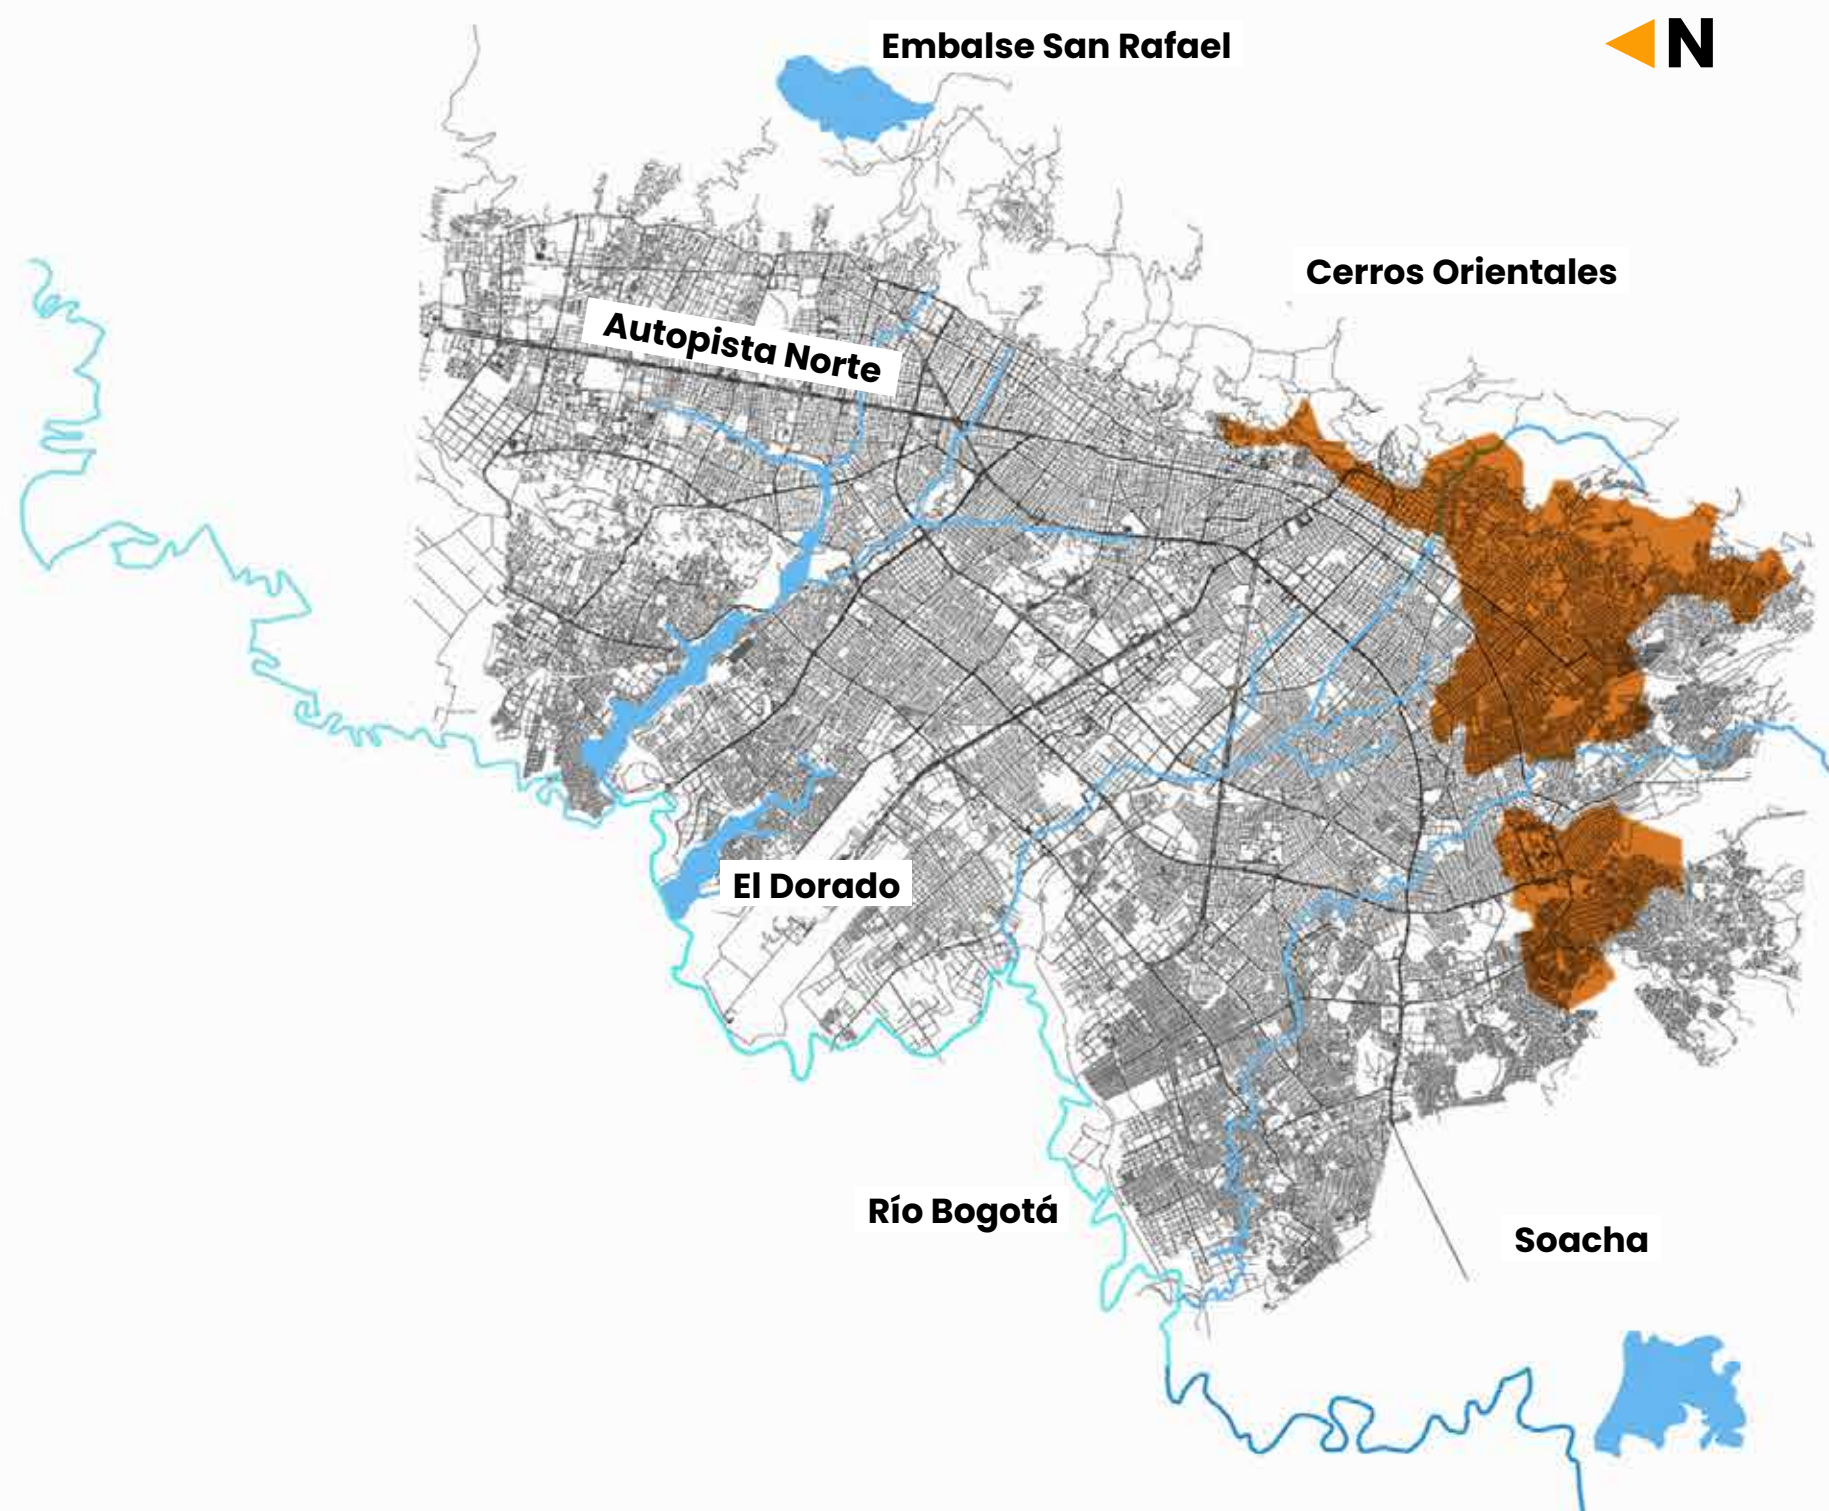 Embalse San Rafael
N
Cerros Orientales
Autopista Norte
El Dorado
Río Bogotá
Soacha